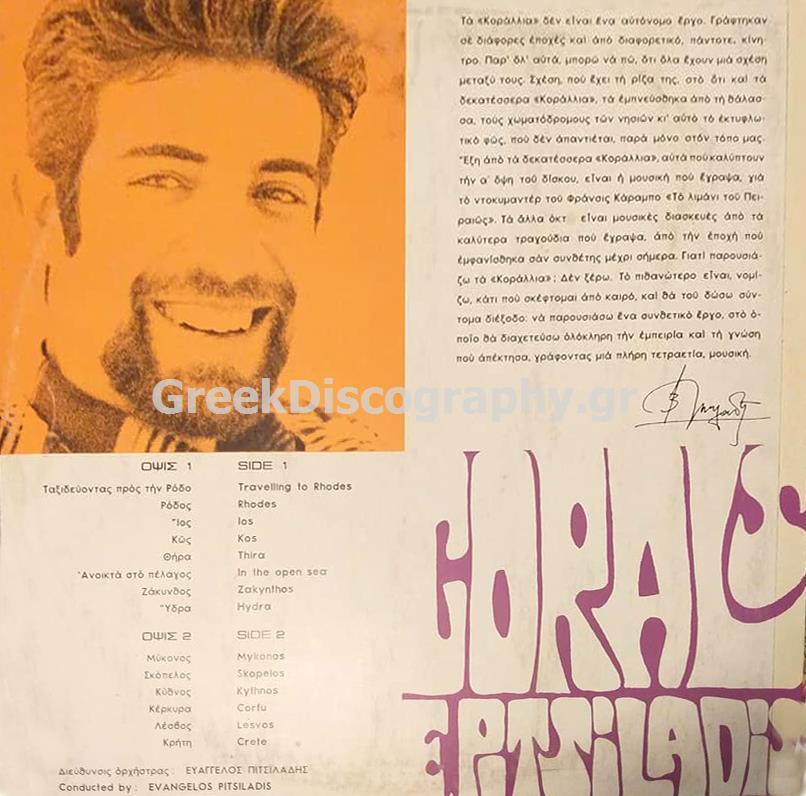 Τὰ «Κοράλλια» δὲν εἶναι ἕνα αὐτόνομο ἔργο. Γράφτηκαν
σὲ διάφορες ἐποχὲς καὶ ἀπὸ διαφορετικό, πάντοτε, κίνη-
τρο. Παρ' ὅλ' αὐτά, μπορῶ νὰ πῶ, ὅτι ὅλα ἔχουν μιὰ σχέση
μεταξύ τους. Σχέση, ποὺ ἔχει τὴ ρίζα της, στὸ ὅτι καὶ τὰ
δεκατέσσερα «Κοράλλια», τὰ ἐμπνεύσθηκα ἀπὸ τὴ θάλασ-
σα, τοὺς χωματόδρομους τῶν νησιῶν κι' αὐτὸ τὸ ἐκτυφλω-
τικὸ φῶς, ποὺ δὲν ἀπαντιέται, παρὰ μόνο στὸν τόπο μας.
Ἕξη ἀπὸ τὰ δεκατέσσερα «Κοράλλια», αὐτὰ ποὺ καλύπτουν
τὴν α' ὄψη τοῦ δίσκου, εἶναι ἡ μουσικὴ ποὺ ἔγραψα, γιὰ
τὸ ντοκυμαντὲρ τοῦ Φράνσις Κάραμπο «Τὸ λιμάνι τοῦ Πει-
ραιῶς». Τὰ ἄλλα ὀκτ εἶναι μουσικὲς διασκευὲς ἀπὸ τὰ
καλύτερα τραγούδια ποὺ ἔγραψα, ἀπὸ τὴν ἐποχὴ ποὺ
ἐμφανίσθηκα σὰν συνθέτης μέχρι σήμερα. Γιατὶ παρουσιά-
ζω τὰ «Κοράλλια»; Δὲν ξέρω. Τὸ πιθανώτερο εἶναι, νομί-
ζω, κάτι ποὺ σκέφτομαι ἀπὸ καιρό, καὶ θὰ τοῦ δώσω σύν-
τομα διέξοδο: νὰ παρουσιάσω ἕνα συνθετικὸ ἔργο, στὸ ὁ-
ποῖο θὰ διαχετεύσω ὁλόκληρη τὴν ἐμπειρία καὶ τὴ γνώση
ποὺ ἀπέκτησα, γράφοντας μιὰ πλήρη τετραετία, μουσική.
GreekDiscography.gr
ΟΨΙΣ 1 SIDE 1
Ταξιδεύοντας πρὸς τὴν Ρόδο Travelling to Rhodes
Ρόδος Rhodes
Ἴος Ios
Κῶς Kos
Θήρα Thira
Ἀνοικτὰ στὸ πέλαγος In the open sea
Ζάκυνθος Zakynthos
Ὕδρα Hydra
ΟΨΙΣ 2 SIDE 2
Μύκονος Mykonos
Σκόπελος Skopelos
Κύθνος Kythnos
Κέρκυρα Corfu
Λέσβος Lesvos
Κρήτη Crete
Διεύθυνσις ὀρχήστρας: ΕΥΑΓΓΕΛΟΣ ΠΙΤΣΙΛΑΔΗΣ
Conducted by: EVANGELOS PITSILADIS
CORALS
E PITSILADIS